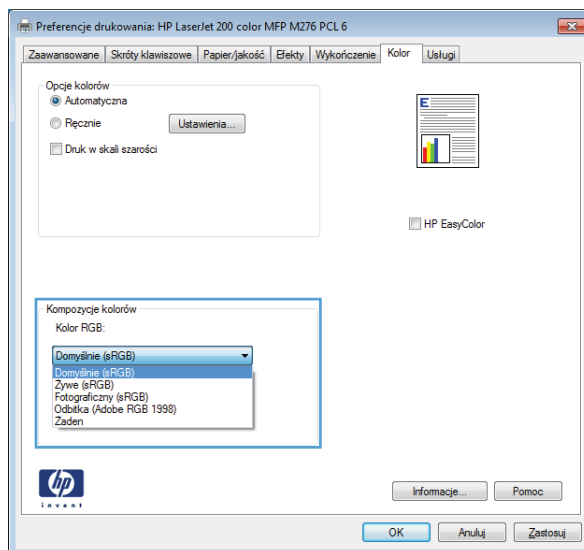 Preferencje drukowania: HP LaserJet 200 color MFP M276 PCL 6
Zaawansowane Skróty klawiszowe Papier/jakość Efekty Wykończenie Kolor Usługi
Opcje kolorów
Automatyczna
Ręcznie Ustawienia...
Druk w skali szarości
E
HP EasyColor
Kompozycje kolorów
Kolor RGB:
Domyślnie (sRGB)
Domyślnie (sRGB)
Żywe (sRGB)
Fotograficzny (sRGB)
Odbitka (Adobe RGB 1998)
Żaden
hp
invent
Informacje... Pomoc
OK Anuluj Zastosuj